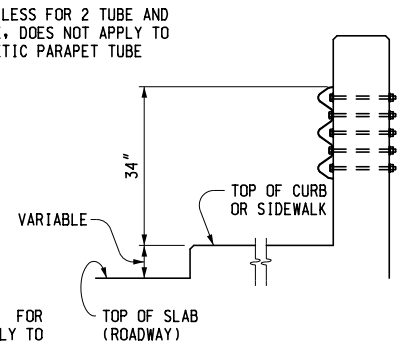 LESS FOR 2 TUBE AND
DOES NOT APPLY TO
ETIC PARAPET TUBE
34"
TOP OF CURB
OR SIDEWALK
VARIABLE
FOR
LY TO
TOP OF SLAB
(ROADWAY)